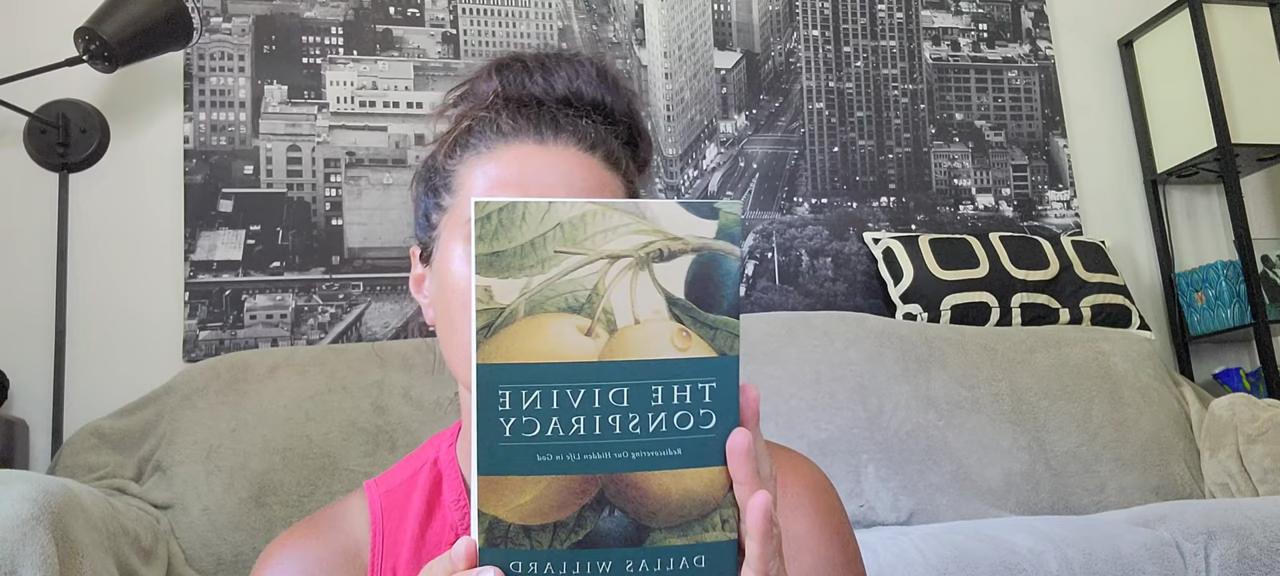 THE DIVINE
CONSPIRACY
Rediscovering Our Hidden Life in God
DALLAS WILLARD